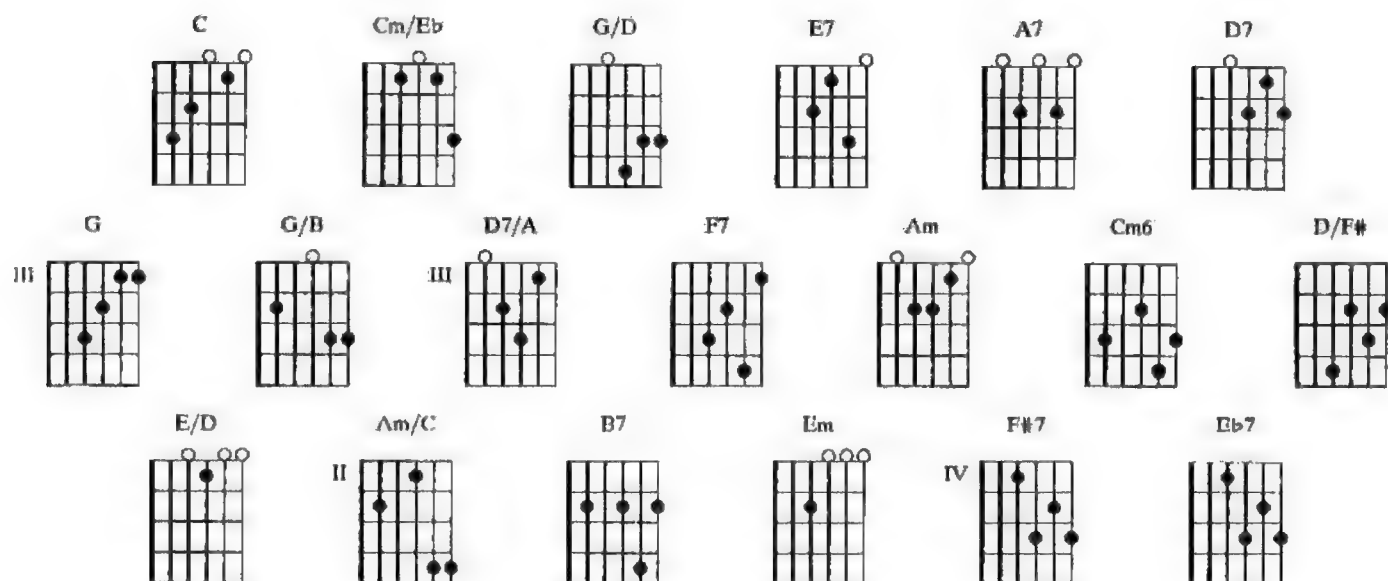 C Cm/Eb G/D E7 A7 D7
G G/B D7/A F7 Am Cm6 D/F#
III III
E/D Am/C B7 Em F#7 Eb7
II IV